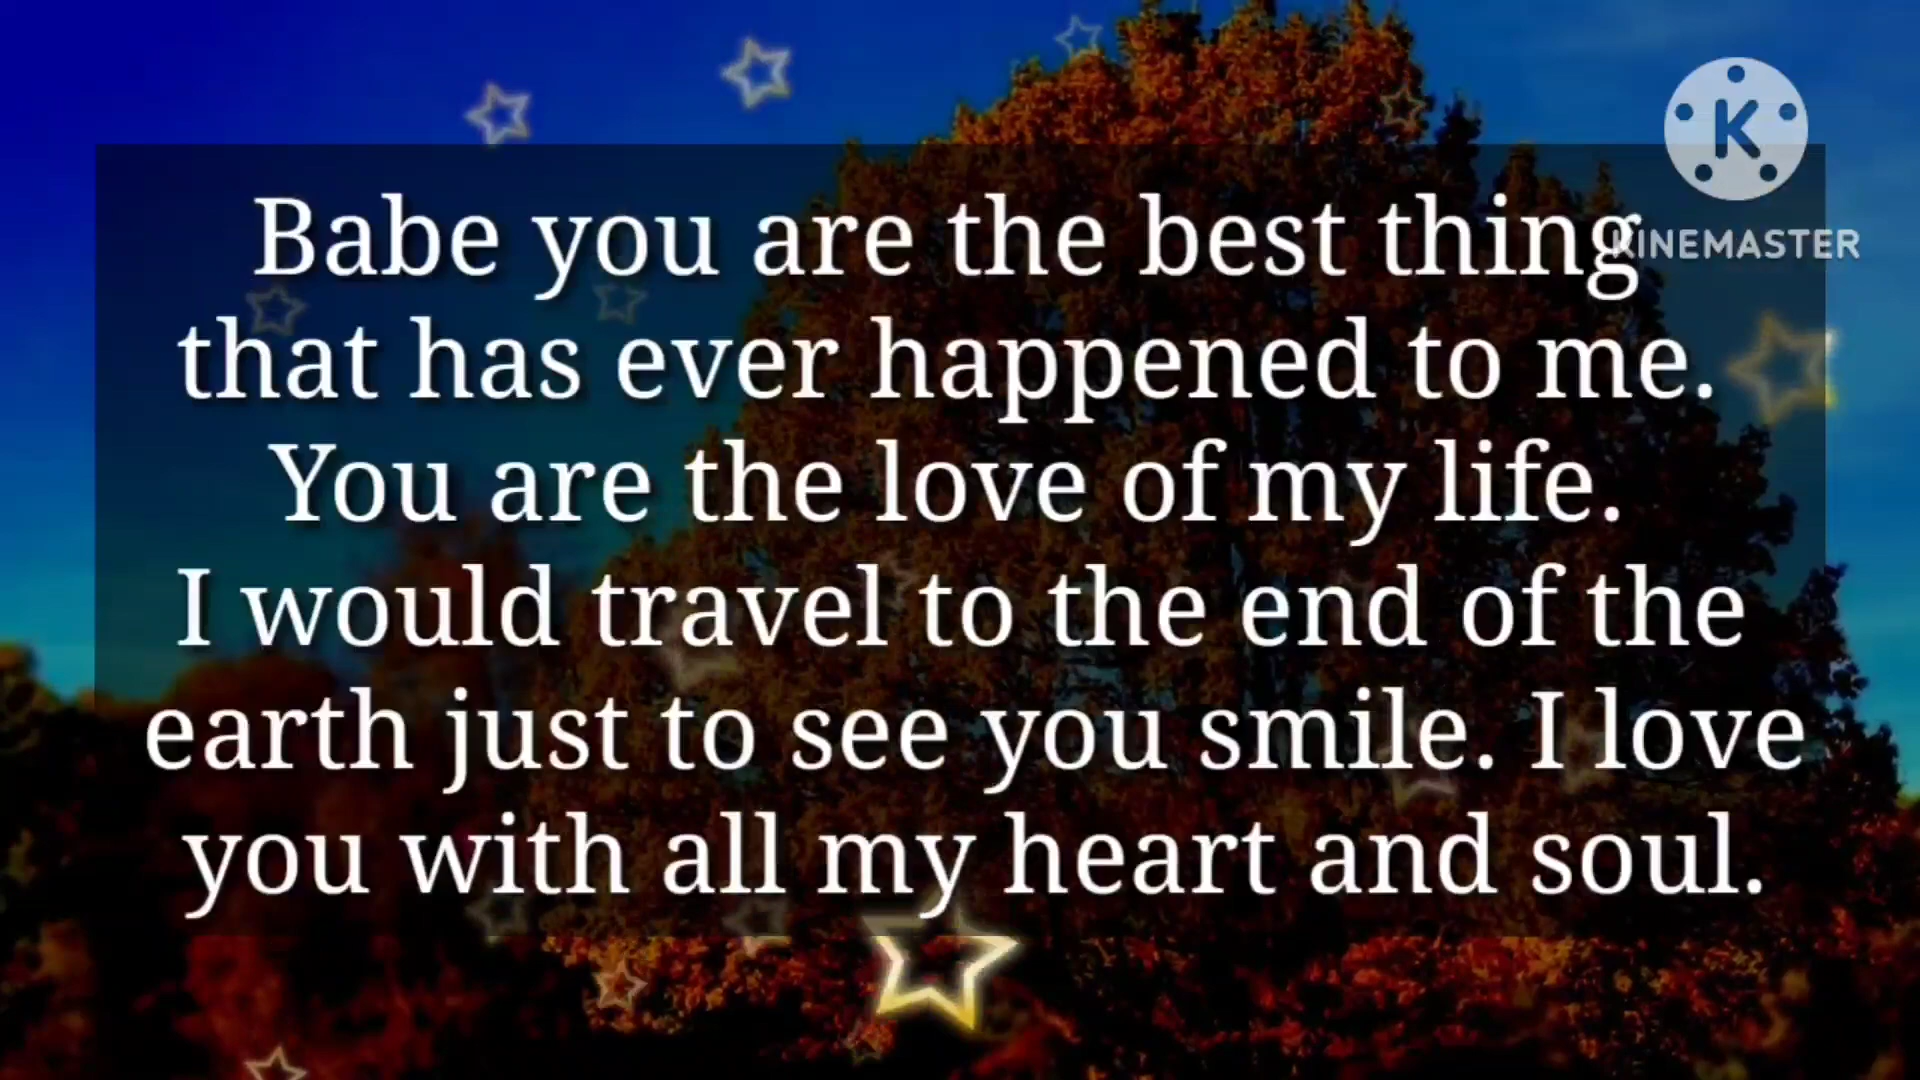 K
KINEMASTER
Babe you are the best thing
that has ever happened to me.
You are the love of my life.
I would travel to the end of the
earth just to see you smile. I love
you with all my heart and soul.